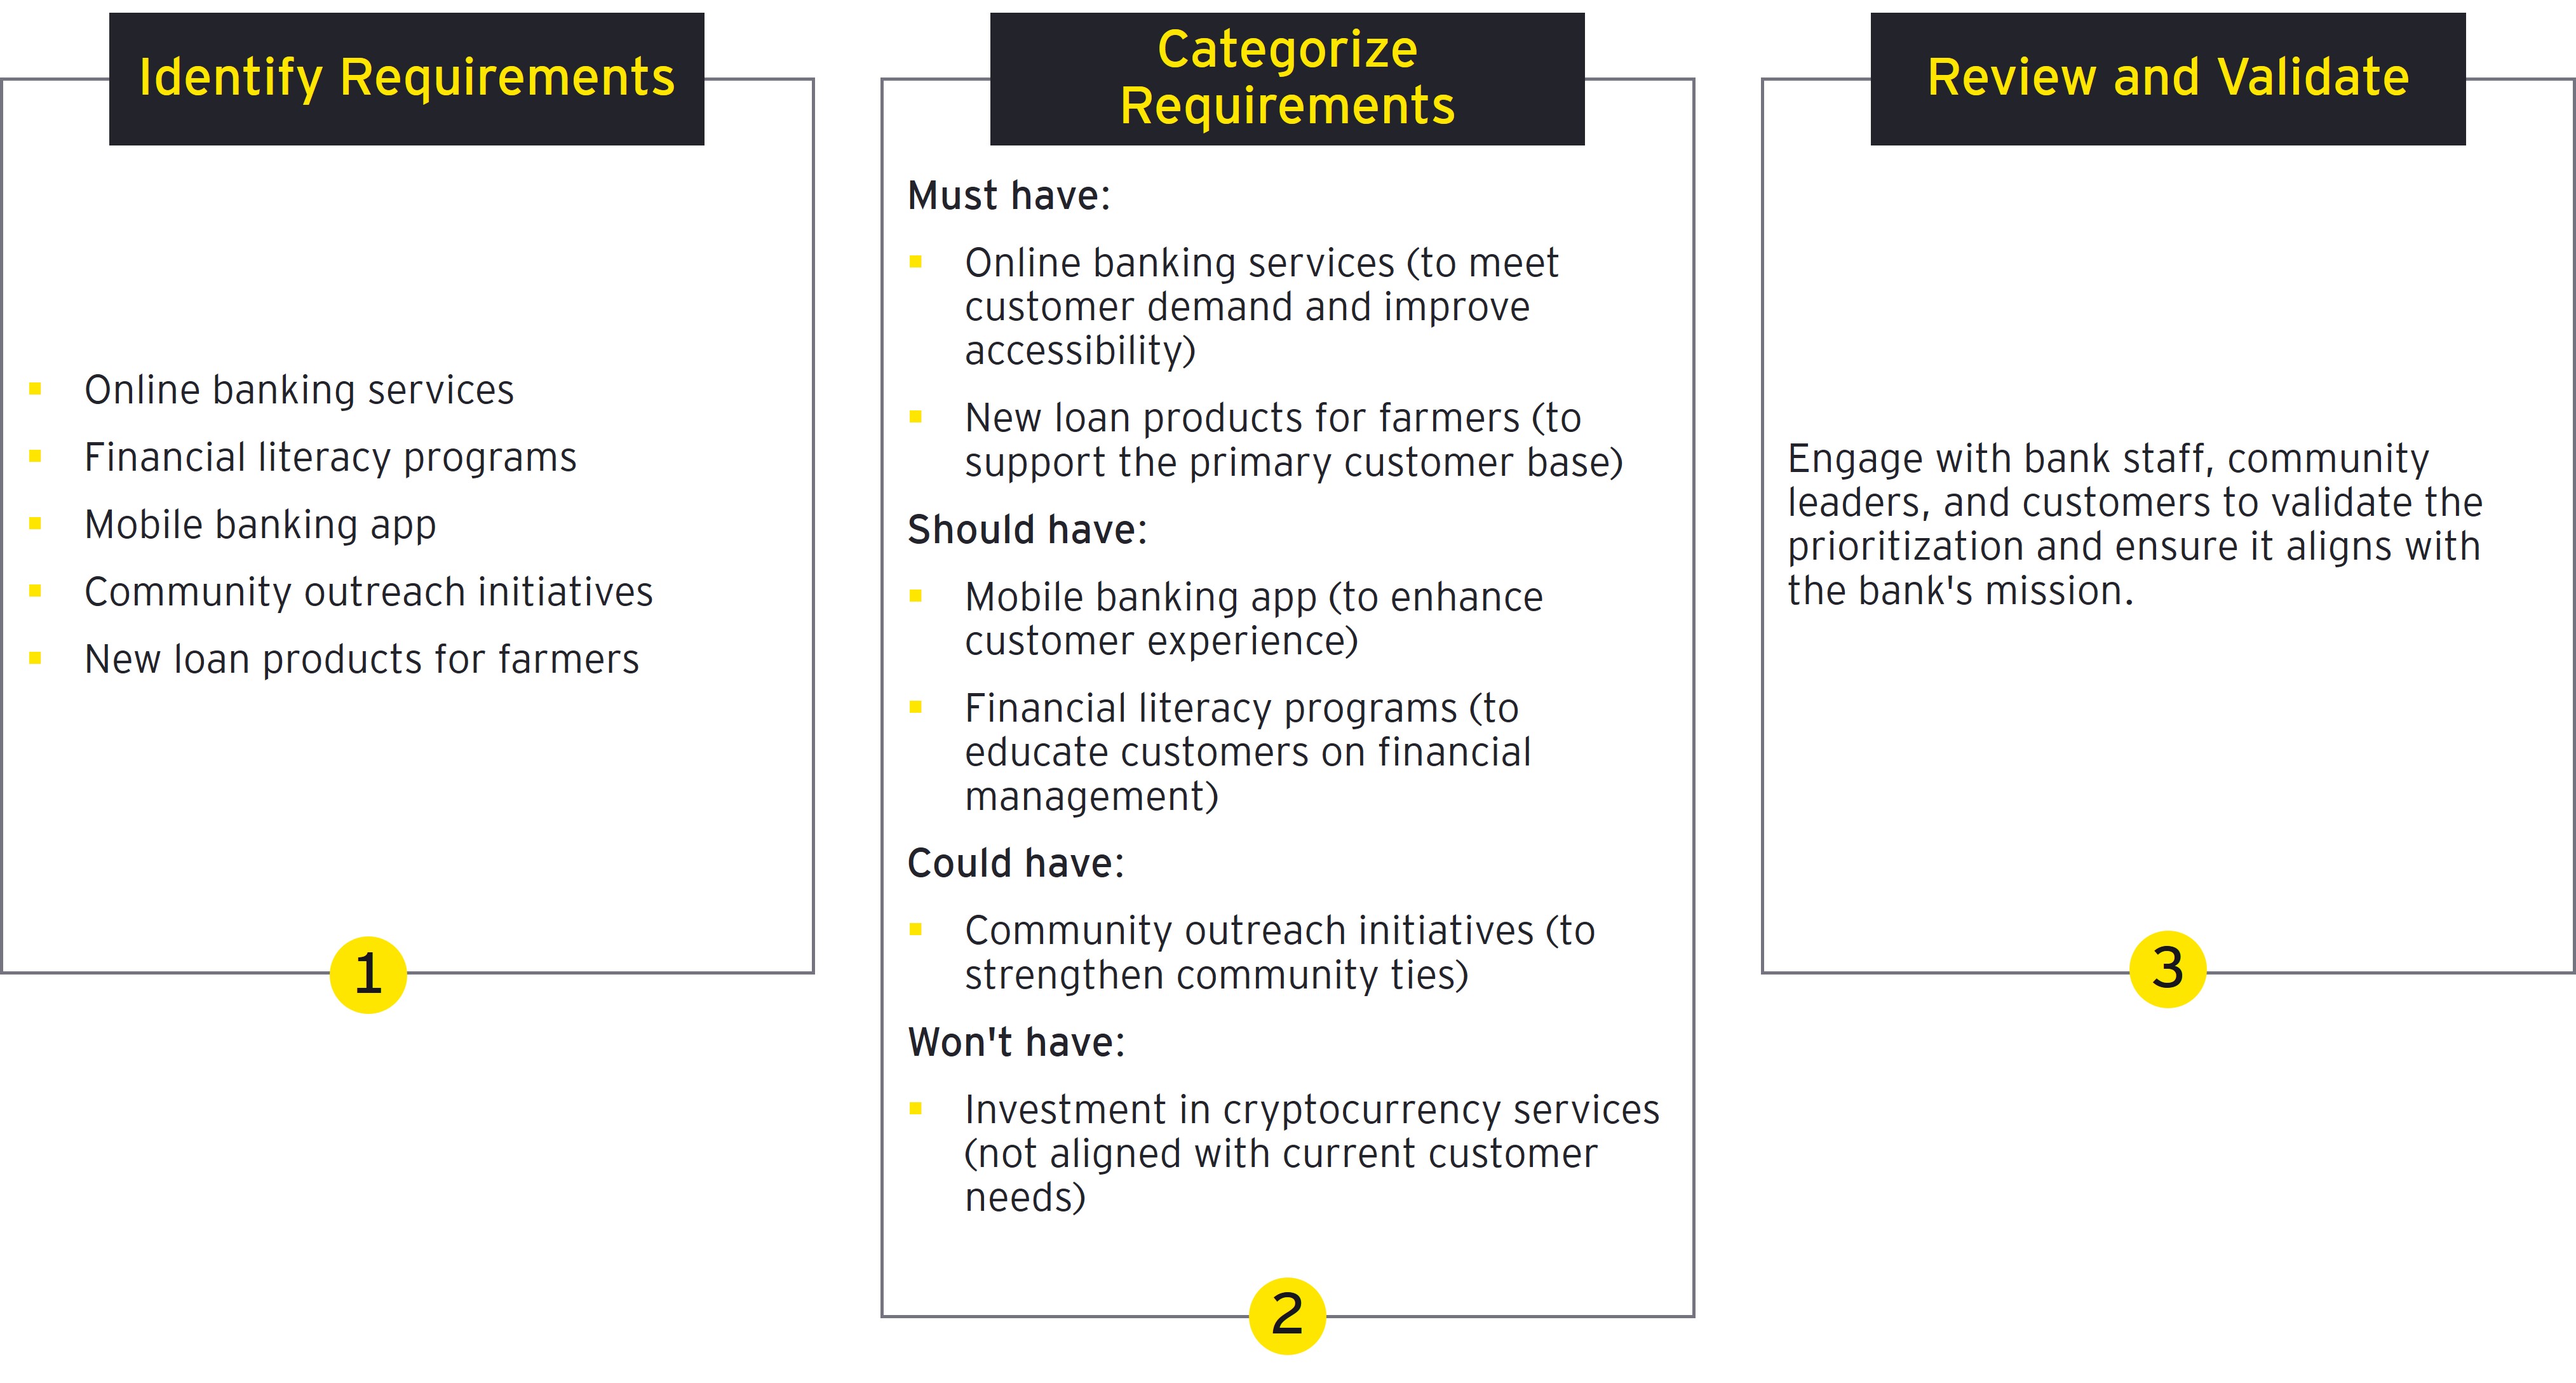 Identify Requirements
Online banking services
Financial literacy programs
Mobile banking app
Community outreach initiatives
New loan products for farmers
1
Categorize
Requirements
Must have:
Online banking services (to meet
customer demand and improve
accessibility)
New loan products for farmers (to
support the primary customer base)
Should have:
Mobile banking app (to enhance
customer experience)
Financial literacy programs (to
educate customers on financial
management)
Could have:
Community outreach initiatives (to
strengthen community ties)
Won't have:
Investment in cryptocurrency services
(not aligned with current customer
needs)
2
Review and Validate
Engage with bank staff, community
leaders, and customers to validate the
prioritization and ensure it aligns with
the bank's mission.
3